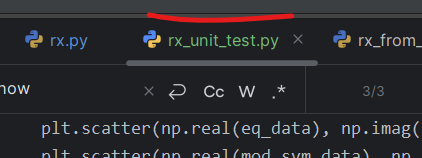 rx.py rx_unit_test.py × rx_from_
now × Cc W .* 3/3
plt.scatter(np.real(eq_data), np.imag(
plt.scatter(np.real(mod_sym_data), np